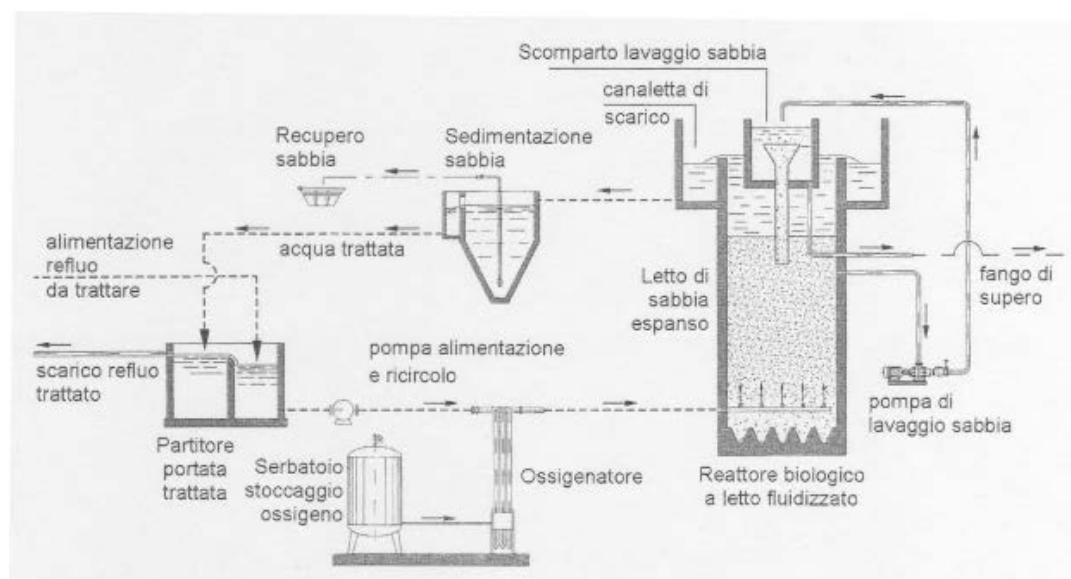 Scomparto lavaggio sabbia
canaletta di
scarico
Recupero
sabbia
Sedimentazione
sabbia
alimentazione
refluo
da trattare
acqua trattata
Letto di
sabbia
espanso
fango di
supero
scarico refluo
trattato
pompa alimentazione
e ricircolo
pompa di
lavaggio sabbia
Partitore
portata
trattata
Serbatoio
stoccaggio
ossigeno
Ossigenatore
Reattore biologico
a letto fluidizzato